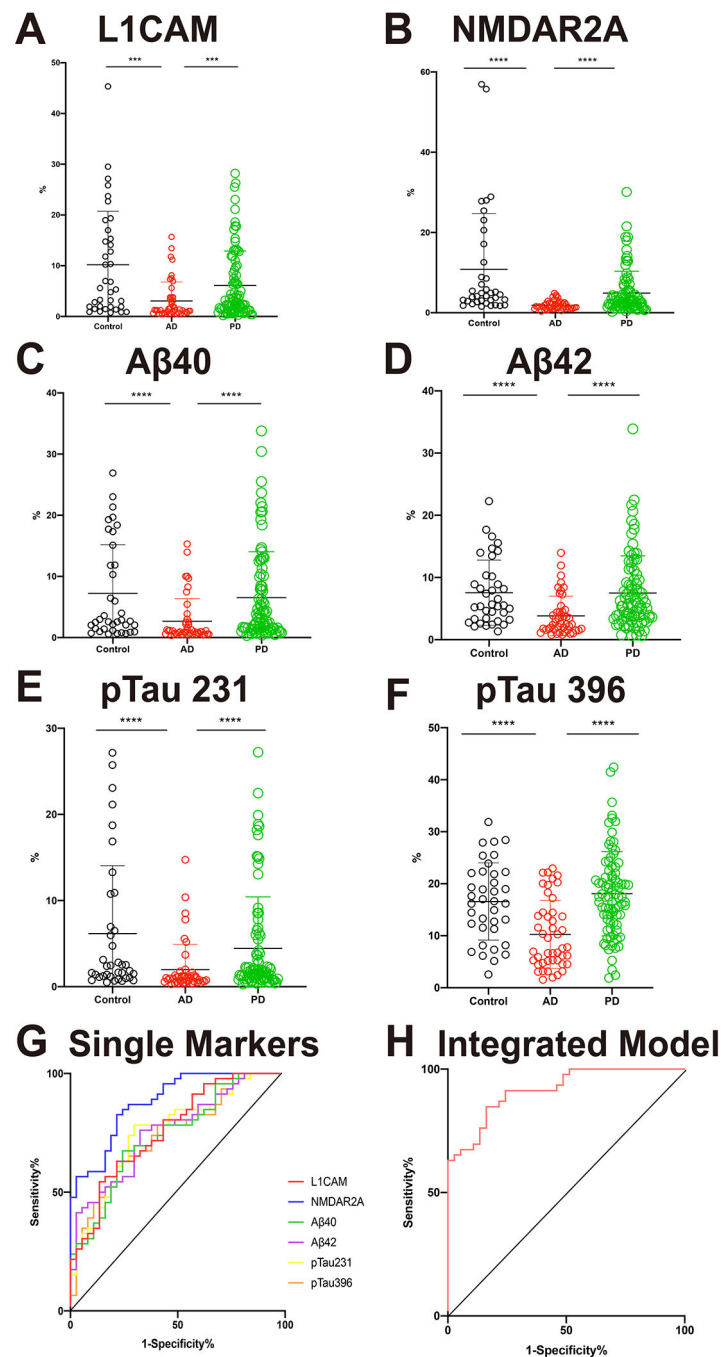 A L1CAM
***
***
%
60
50
40
30
20
10
0
Control
AD
PD
B NMDAR2A
****
****
%
60
40
20
0
Control
AD
PD
C Aβ40
****
****
%
40
30
20
10
0
Control
AD
PD
D Aβ42
****
****
%
40
30
20
10
0
Control
AD
PD
E pTau 231
****
****
%
30
20
10
0
Control
AD
PD
F pTau 396
****
****
%
50
40
30
20
10
0
Control
AD
PD
G Single Markers
Sensitivity%
100
50
0
L1CAM
NMDAR2A
Aβ40
Aβ42
pTau231
pTau396
0
50
100
1-Specificity%
H Integrated Model
Sensitivity%
100
50
0
0
50
100
1-Specificity%